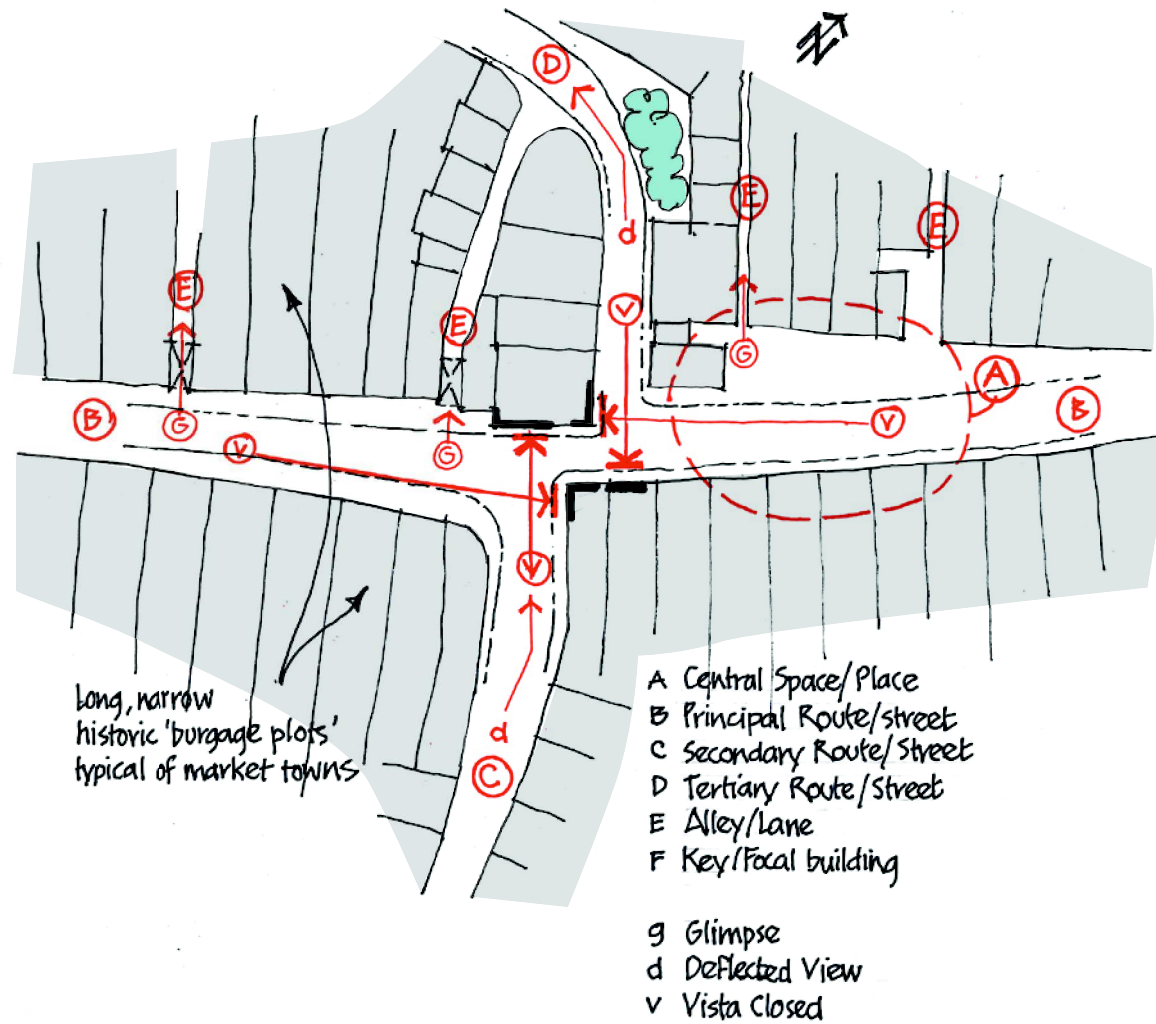 N
D
E
E
E
d
V
E
G
A
B
B
G
V
V
G
V
d
C
Long, narrow
historic 'burgage plots'
typical of market towns
A Central Space/Place
B Principal Route/street
C Secondary Route/Street
D Tertiary Route/Street
E Alley/Lane
F Key/Focal building
g Glimpse
d Deflected View
v Vista Closed